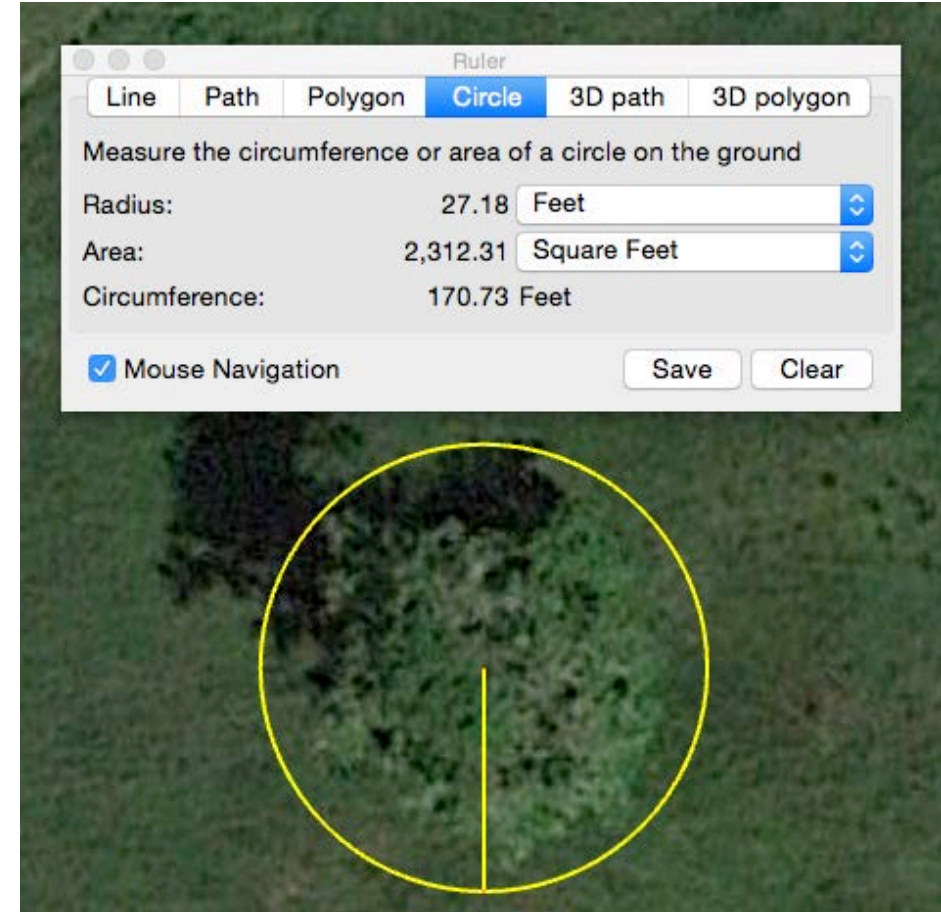 Ruler
Line Path Polygon Circle 3D path 3D polygon
Measure the circumference or area of a circle on the ground
Radius: 27.18 Feet
Area: 2,312.31 Square Feet
Circumference: 170.73 Feet
Mouse Navigation Save Clear